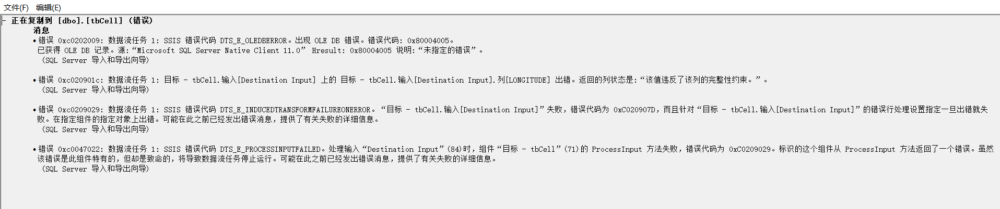 文件(F) 编辑(E)
正在复制到 [dbo].[tbCell] (错误)
消息
• 错误 0xc0202009: 数据流任务 1: SSIS 错误代码 DTS_E_OLEDBERROR。出现 OLE DB 错误。错误代码: 0x80004005。
已获得 OLE DB 记录。源:“Microsoft SQL Server Native Client 11.0” Hresult: 0x80004005 说明:“未指定的错误”。
(SQL Server 导入和导出向导)
• 错误 0xc020901c: 数据流任务 1: 目标 - tbCell.输入[Destination Input] 上的 目标 - tbCell.输入[Destination Input].列[LONGITUDE] 出错。返回的列状态是:“该值违反了该列的完整性约束。”。
(SQL Server 导入和导出向导)
• 错误 0xc0209029: 数据流任务 1: SSIS 错误代码 DTS_E_INDUCEDTRANSFORMFAILUREONERROR。“目标 - tbCell.输入[Destination Input]”失败，错误代码为 0xC020907D，而且针对“目标 - tbCell.输入[Destination Input]”的错误行处理设置指定一旦出错就失
败。在指定组件的指定对象上出错。可能在此之前已经发出错误消息，提供了有关失败的详细信息。
(SQL Server 导入和导出向导)
• 错误 0xc0047022: 数据流任务 1: SSIS 错误代码 DTS_E_PROCESSINPUTFAILED。处理输入“Destination Input”(84)时，组件“目标 - tbCell”(71)的 ProcessInput 方法失败，错误代码为 0xC0209029。标识的这个组件从 ProcessInput 方法返回了一个错误。虽然
该错误是此组件特有的，但却是致命的，将导致数据流任务停止运行。可能在此之前已经发出错误消息，提供了有关失败的详细信息。
(SQL Server 导入和导出向导)